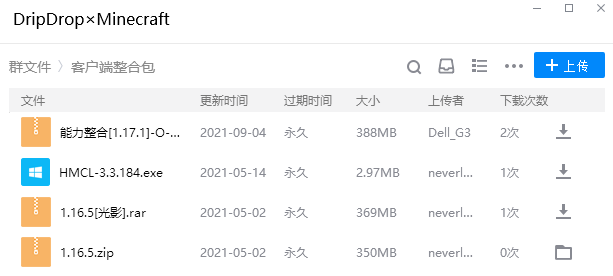 DripDrop×Minecraft
群文件 〉客户端整合包
上传
文件 更新时间 过期时间 大小 上传者 下载次数
能力整合[1.17.1]-O-... 2021-09-04 永久 388MB Dell_G3 2次
HMCL-3.3.184.exe 2021-05-14 永久 2.97MB neverl... 1次
1.16.5[光影].rar 2021-05-02 永久 369MB neverl... 1次
1.16.5.zip 2021-05-02 永久 350MB neverl... 0次